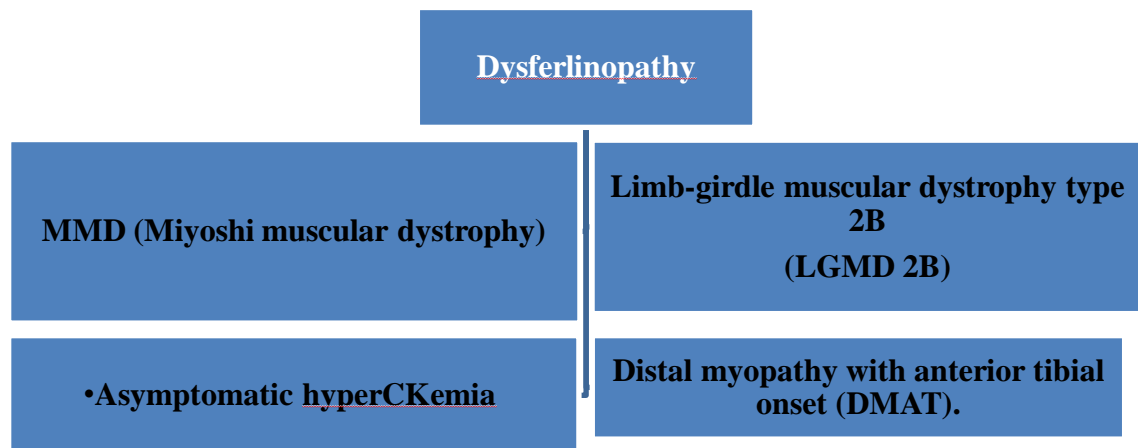 Dysferlinopathy
MMD (Miyoshi muscular dystrophy)
Limb-girdle muscular dystrophy type
2B
(LGMD 2B)
•Asymptomatic hyperCKemia
Distal myopathy with anterior tibial
onset (DMAT).